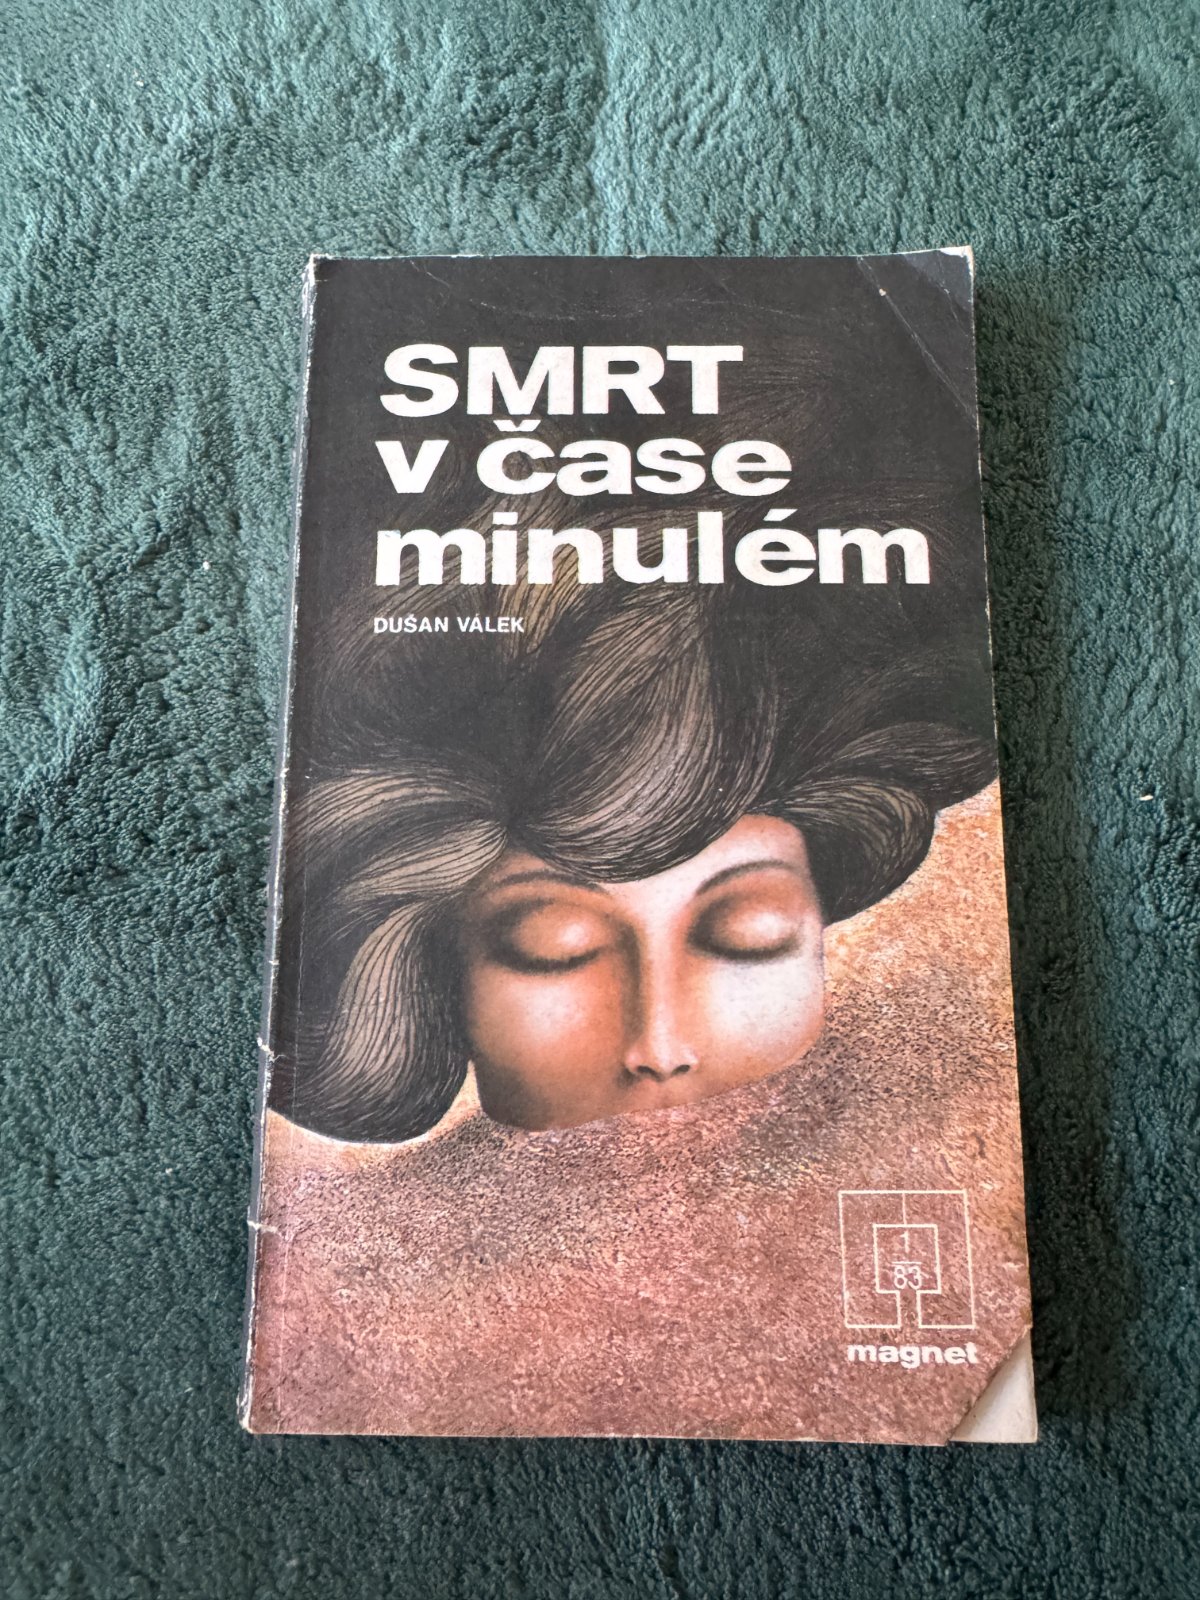 SMRT
v čase
minulém
DUŠAN VÁLEK
1
83
magnet